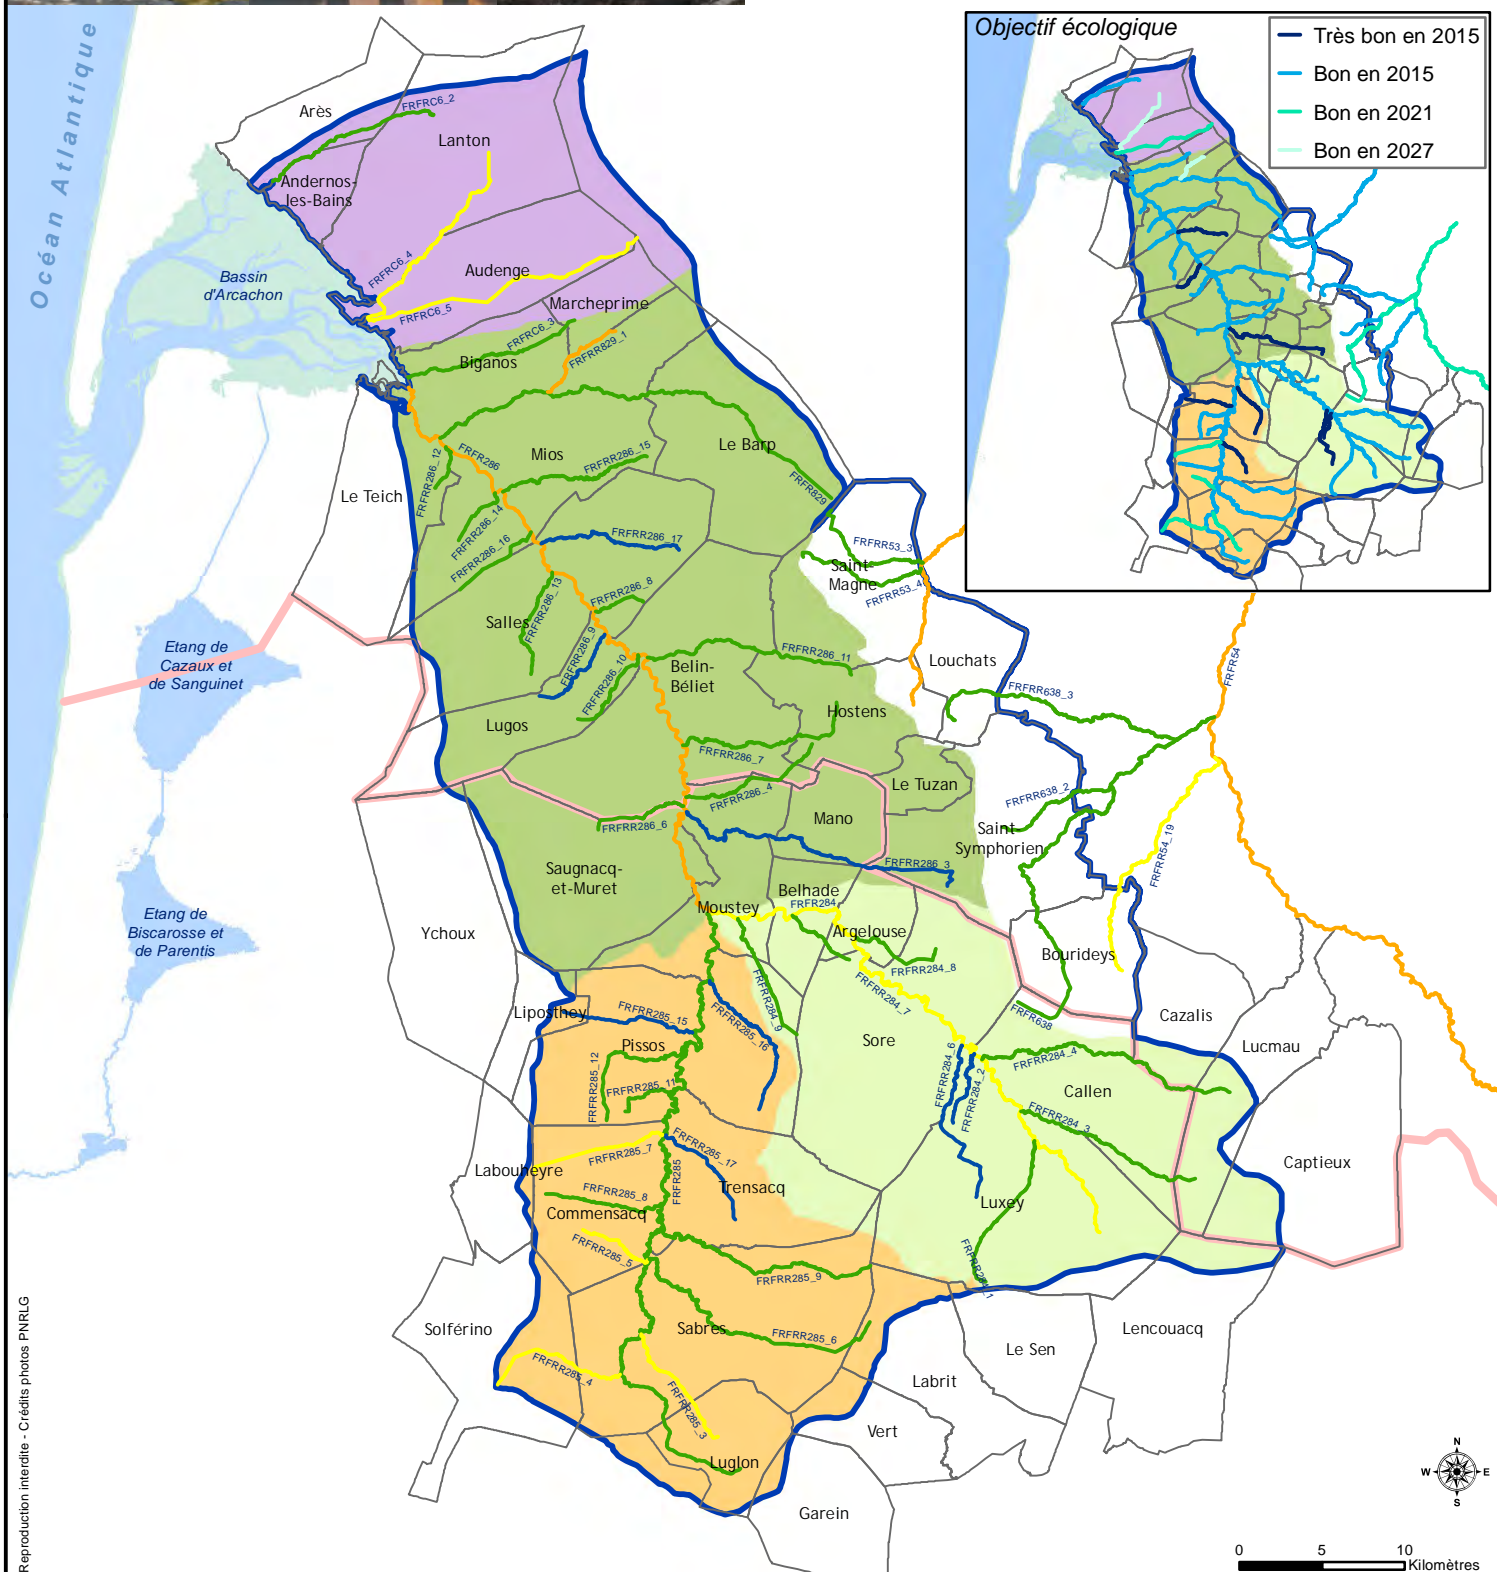 Océan Atlantique
Arès
FRFRC6_2
Lanton
Andernos-
les-Bains
Bassin
d'Arcachon
FRFRC6_4
Audenge
FRFRC6_5
Marcheprime
FRFRC6_3
FRFRR829_1
Biganos
FRFR286
FRFRR286_12
Mios
FRFRR286_15
Le Barp
FRFR829
Le Teich
FRFRR286_14
FRFRR286_16
FRFRR286_17
FRFRR53_3
Saint-
Magne
FRFRR53_4
FRFRR286_13
FRFRR286_8
Salles
FRFRR286_9
FRFRR286_10
Belin-
Béliet
FRFRR286_11
Louchats
Etang de
Cazaux et
de Sanguinet
FRFR54
FRFRR638_3
Lugos
Hostens
FRFRR286_7
Le Tuzan
FRFRR286_4
FRFRR638_2
Mano
FRFRR286_6
Saint-
Symphorien
FRFRR54_19
FRFRR286_3
Saugnacq-
et-Muret
Belhade
FRFR284
Moustey
Argelouse
Etang de
Biscarosse et
de Parentis
Ychoux
Bourideys
FRFRR284_8
FRFRR284_7
FRFRR284_9
FRFR638
Cazalis
Liposthey
FRFRR285_15
FRFRR285_16
Pissos
Sore
Lucmau
FRFRR285_12
FRFRR285_11
FRFRR284_6
FRFRR284_2
FRFRR284_4
Callen
FRFRR284_3
Captieux
Labouheyre
FRFRR285_7
FRFRR285_17
FRFR285
Trensacq
FRFRR285_8
Commensacq
Luxey
FRFRR285_5
FRFRR285_9
FRFRR284_1
Solférino
Sabres
FRFRR285_6
Lencouacq
Le Sen
FRFRR285_4
Labrit
FRFRR285_3
Vert
Luglon
Garein
Objectif écologique
Très bon en 2015
Bon en 2015
Bon en 2021
Bon en 2027
N
W
E
S
0 5 10
Kilomètres
Reproduction interdite - Crédits photos PNRLG